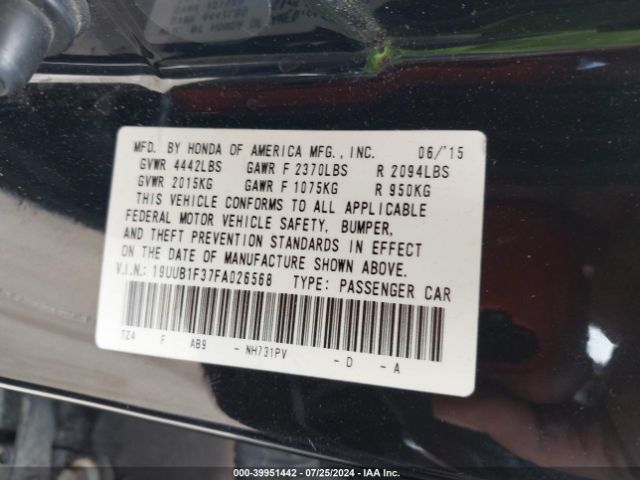 MFD. BY HONDA OF AMERICA MFG., INC. 06/'15
GVWR 4442LBS GAWR F 2370LBS R 2094LBS
GVWR 2015KG GAWR F 1075KG R 950KG
THIS VEHICLE CONFORMS TO ALL APPLICABLE
FEDERAL MOTOR VEHICLE SAFETY, BUMPER,
AND THEFT PREVENTION STANDARDS IN EFFECT
ON THE DATE OF MANUFACTURE SHOWN ABOVE.
V.I.N.: 19UUB1F37FA026568 TYPE: PASSENGER CAR
TZ4 F AB9 - NH731PV - D - A
000-39951442 - 07/25/2024 - IAA Inc.